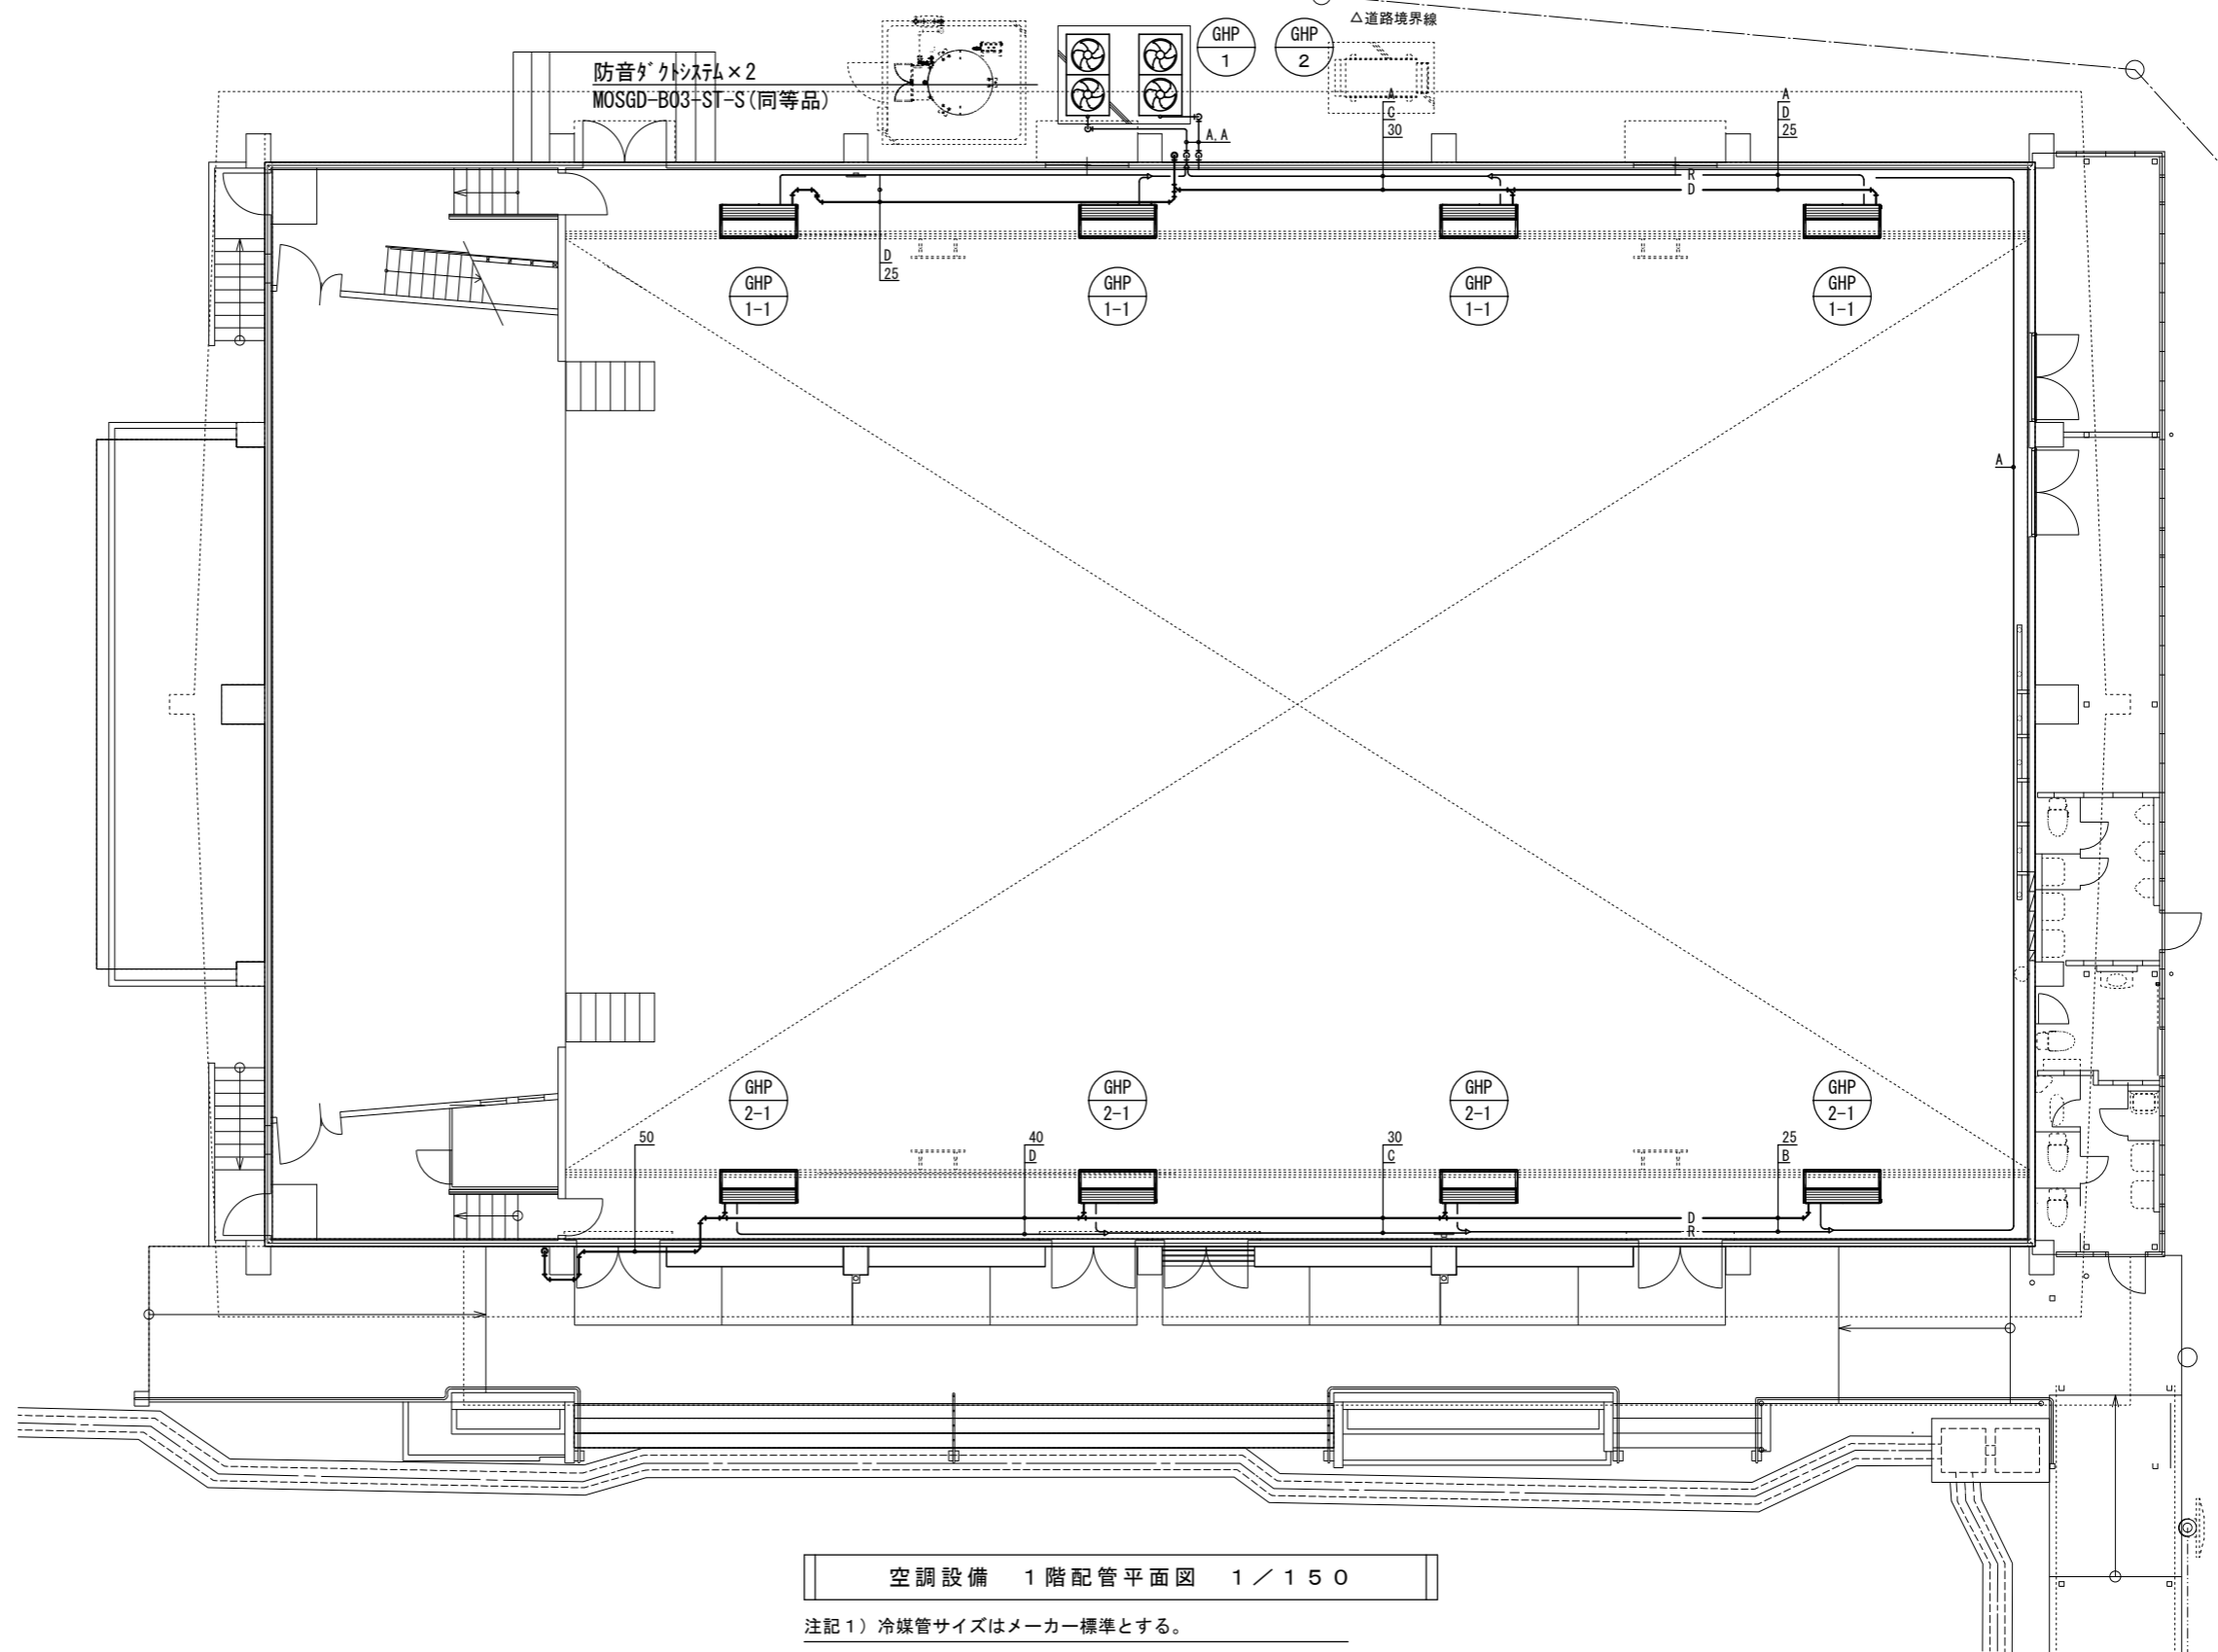 △道路境界線
GHP
1
GHP
2
防音ダクトシステム×2
MOSGD-B03-ST-S(同等品)
A
C
30
A
D
25
A,A
R
D
D
25
GHP
1-1
GHP
1-1
GHP
1-1
GHP
1-1
A
GHP
2-1
GHP
2-1
GHP
2-1
GHP
2-1
50
40
D
30
C
25
B
D
R
空調設備 1階配管平面図 1/150
注記1)冷媒管サイズはメーカー標準とする。